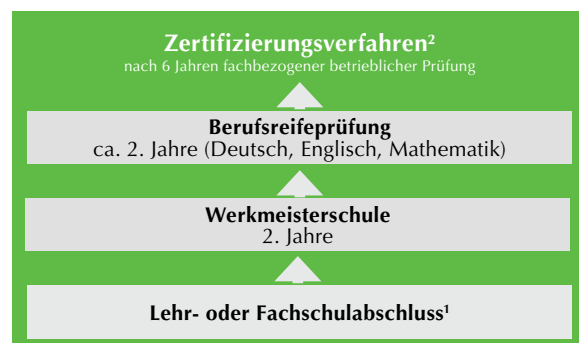 Zertifizierungsverfahren²
nach 6 Jahren fachbezogener betrieblicher Prüfung
Berufsreifeprüfung
ca. 2. Jahre (Deutsch, Englisch, Mathematik)
Werkmeisterschule
2. Jahre
Lehr- oder Fachschulabschluss¹